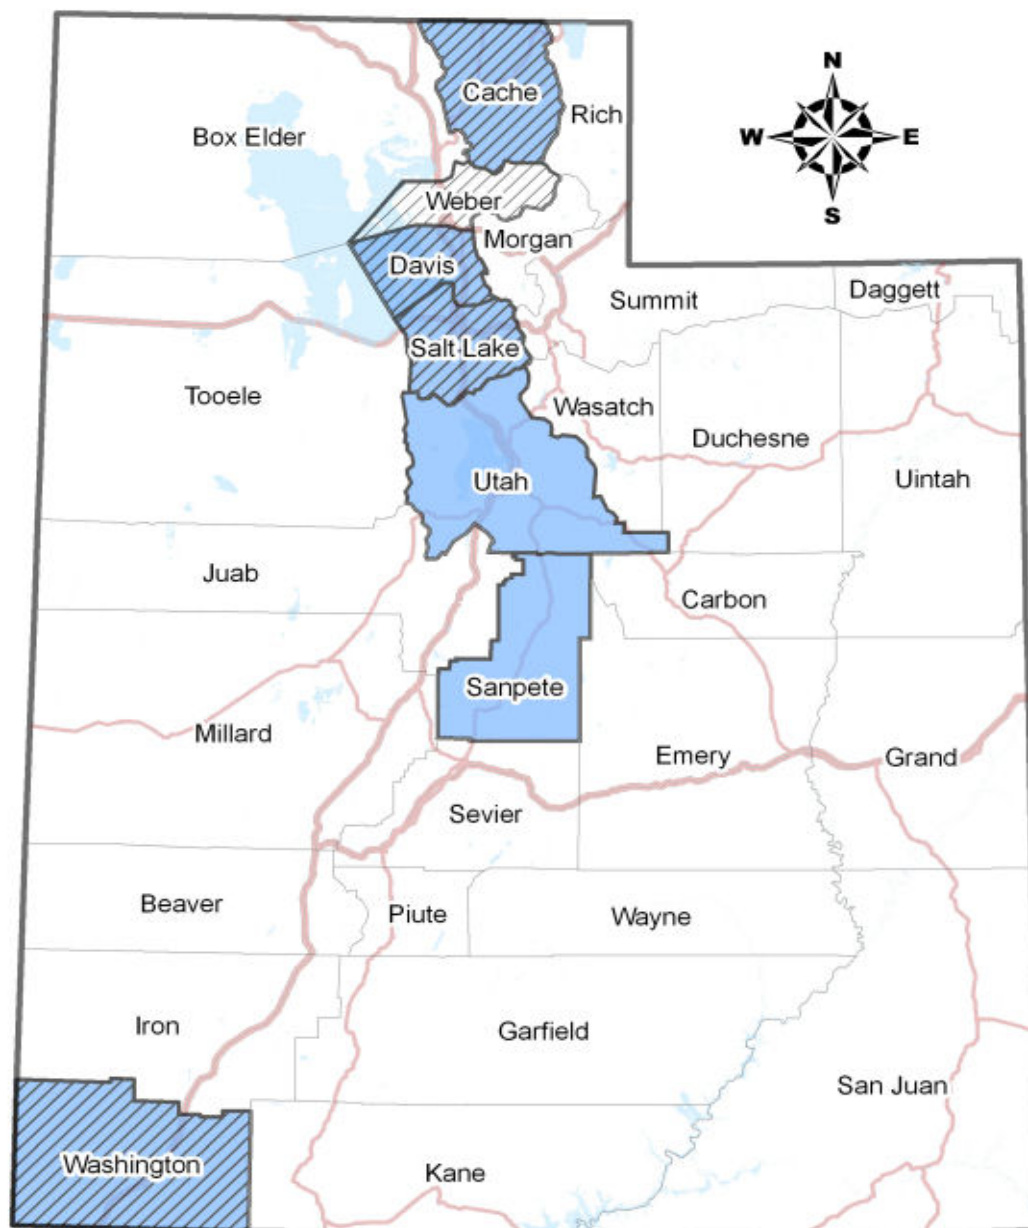 Cache
Rich
Box Elder
N
W E
S
Weber
Morgan
Davis
Summit
Daggett
Salt Lake
Tooele
Wasatch
Duchesne
Uintah
Utah
Juab
Carbon
Sanpete
Millard
Emery
Grand
Sevier
Beaver
Piute
Wayne
Iron
Garfield
San Juan
Washington
Kane